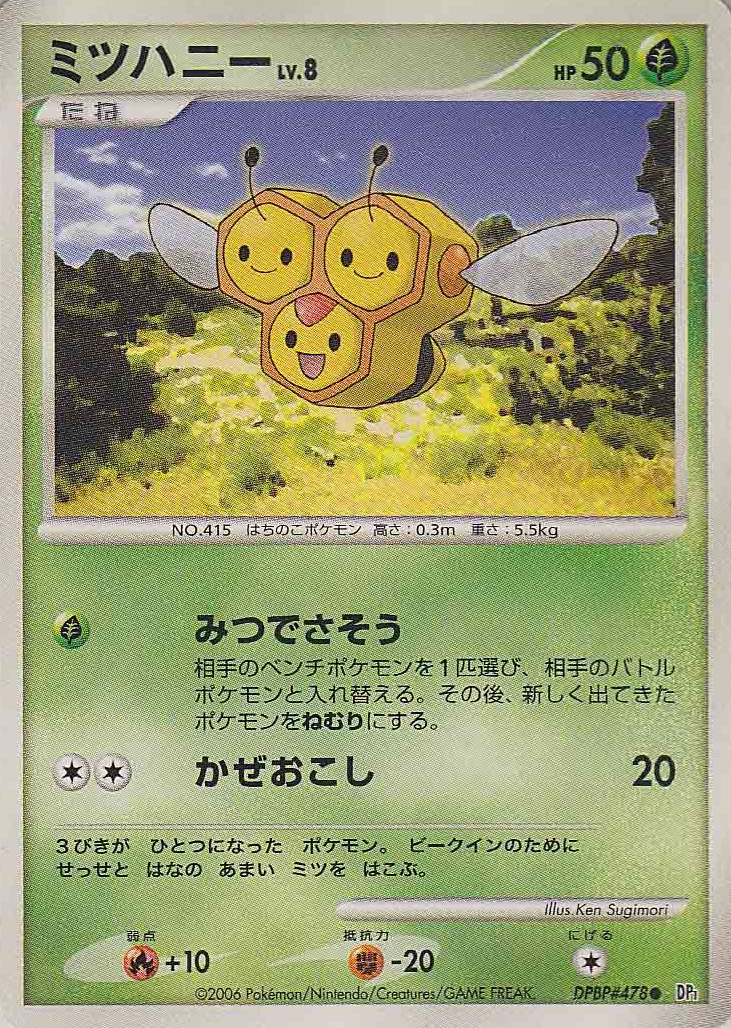 ミツハニー LV.8 HP 50
たね
NO.415 はちのこポケモン 高さ:0.3m 重さ:5.5kg
みつでさそう
相手のベンチポケモンを1匹選び、相手のバトル
ポケモンと入れ替える。その後、新しく出てきた
ポケモンをねむりにする。
かぜおこし 20
3びきが ひとつになった ポケモン。 ビークインのために
せっせと はなの あまい ミツを はこぶ。
Illus.Ken Sugimori
弱点 抵抗力 にげる
+10 -20
©2006 Pokémon/Nintendo/Creatures/GAME FREAK. DPBP#478● DP1